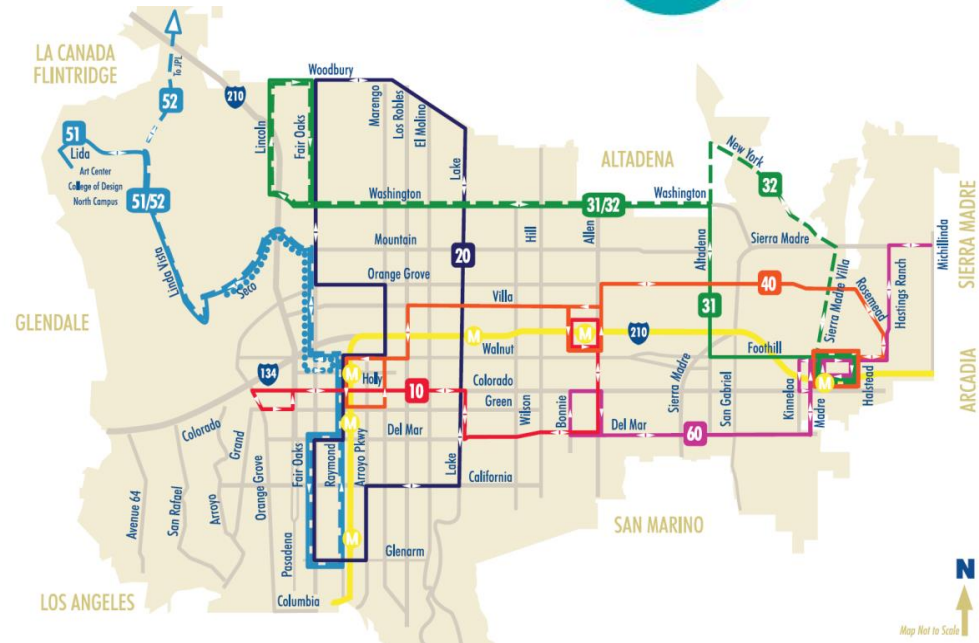 LA CANADA
FLINTRIDGE
To JPL
52
210
Woodbury
51
Lida
Art Center
College of Design
North Campus
51/52
Lincoln
Fair Oaks
Marengo
Los Robles
El Molino
Lake
ALTADENA
New York
32
Washington
31/32
Washington
Linda Vista
Seco
Mountain
20
Hill
Allen
Altadena
Sierra Madre
Orange Grove
Villa
40
31
Sierra Madre Villa
Rosemead
Hastings Ranch
Michillinda
SIERRA MADRE
GLENDALE
M
210
Walnut
Foothill
134
M
Holly
Colorado
10
Green
Wilson
Bonnie
Sierra Madre
San Gabriel
Kinneloa
Madre
M
Halstead
ARCADIA
Colorado
Grand
M
Del Mar
Del Mar
60
Avenue 64
San Rafael
Arroyo
Orange Grove
Fair Oaks
Raymond
Arroyo Pkwy
Lake
California
Pasadena
M
Glenarm
SAN MARINO
LOS ANGELES
Columbia
N
Map Not to Scale